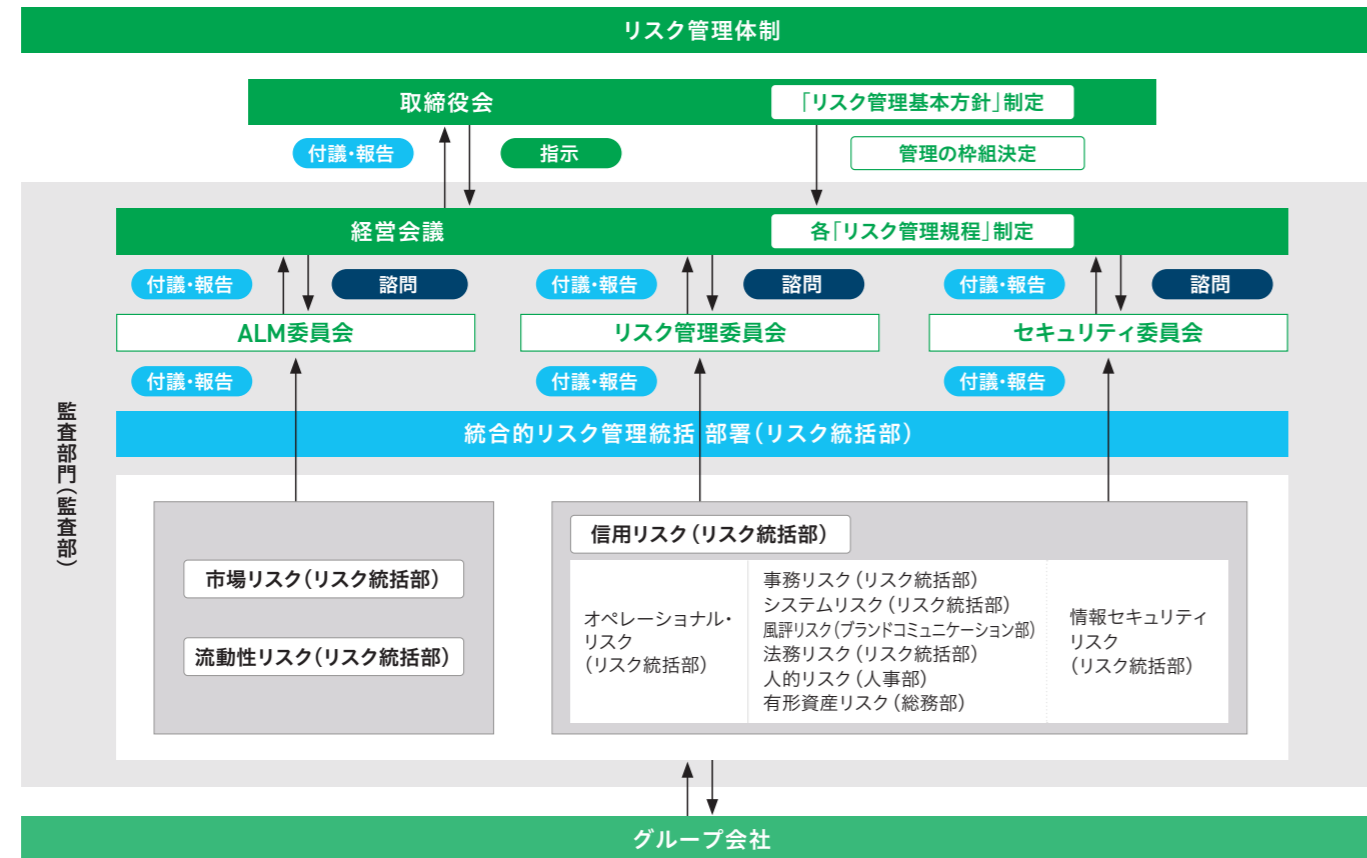 リスク管理体制
取締役会
「リスク管理基本方針」制定
付議・報告
指示
管理の枠組決定
経営会議
各「リスク管理規程」制定
付議・報告
諮問
付議・報告
諮問
付議・報告
諮問
ALM委員会
リスク管理委員会
セキュリティ委員会
付議・報告
付議・報告
付議・報告
監査部門(監査部)
統合的リスク管理統括 部署(リスク統括部)
市場リスク(リスク統括部)
流動性リスク(リスク統括部)
信用リスク(リスク統括部)
オペレーショナル・
リスク
(リスク統括部)
事務リスク(リスク統括部)
システムリスク(リスク統括部)
風評リスク(ブランドコミュニケーション部)
法務リスク(リスク統括部)
人的リスク(人事部)
有形資産リスク(総務部)
情報セキュリティ
リスク
(リスク統括部)
グループ会社